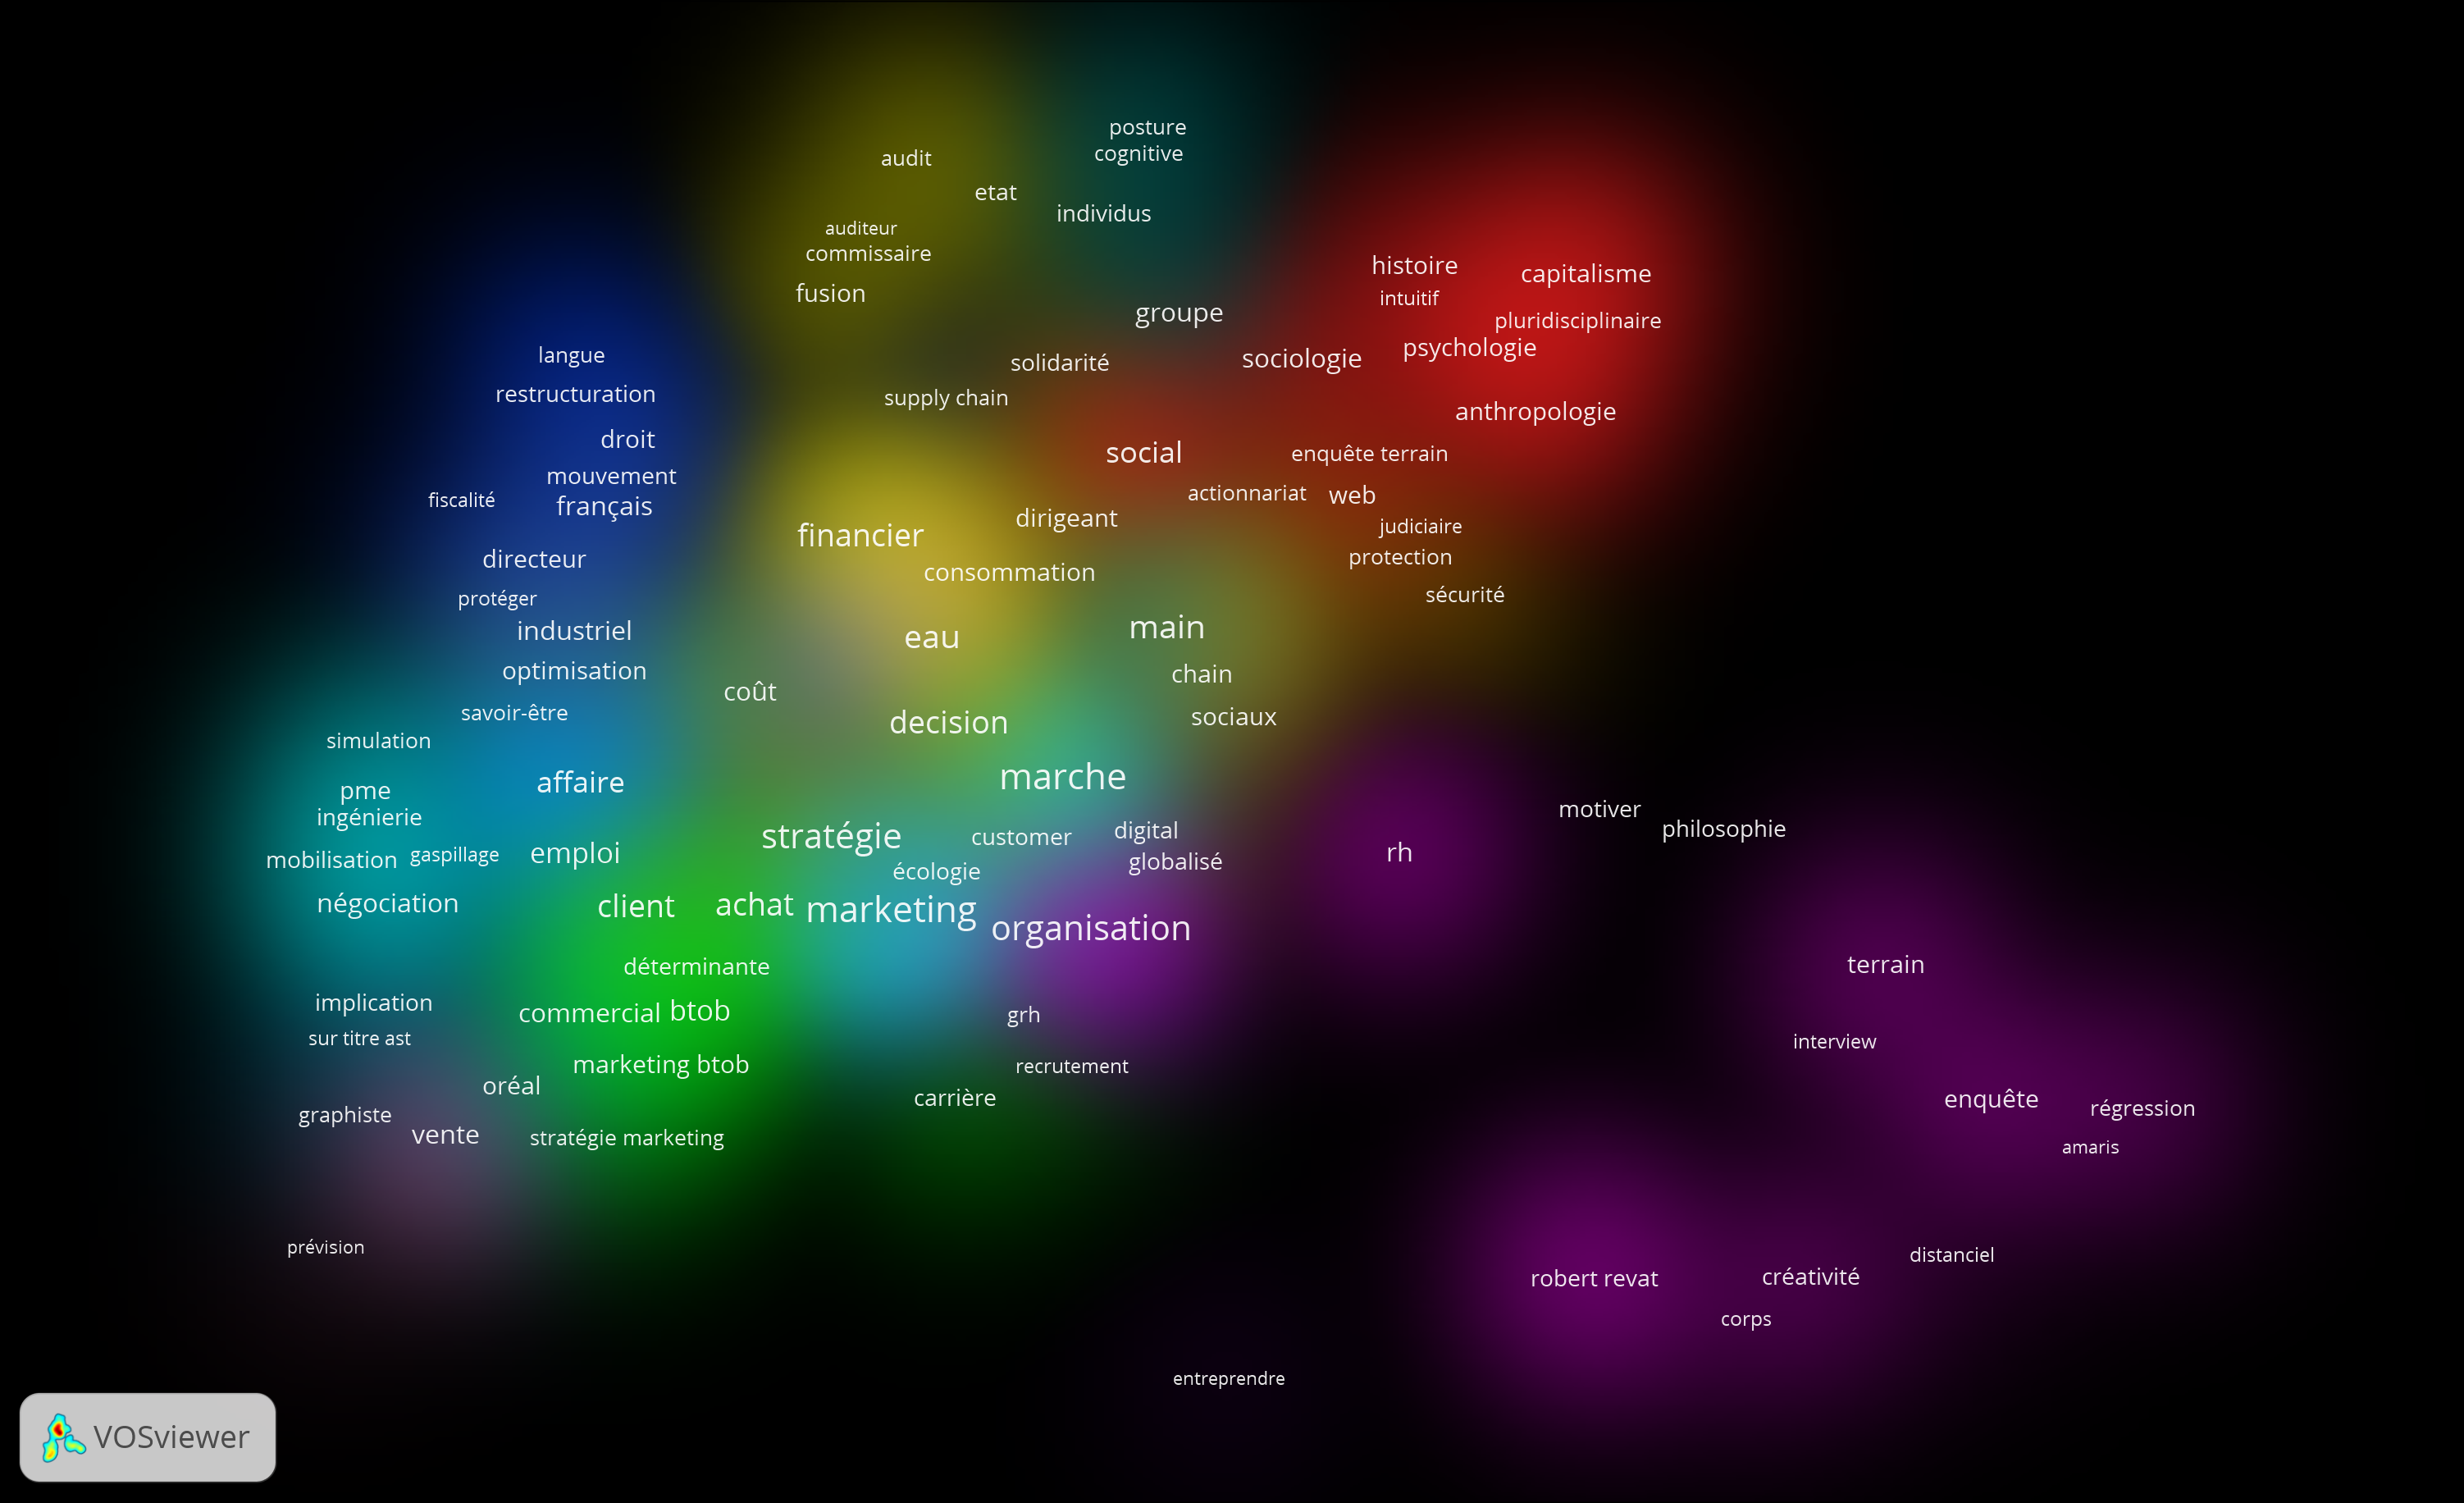 posture
cognitive
audit
etat
individus
auditeur
commissaire
fusion
histoire
capitalisme
intuitif
groupe
pluridisciplinaire
psychologie
sociologie
solidarité
langue
restructuration
supply chain
anthropologie
droit
social
enquête terrain
mouvement
fiscalité
français
actionnariat
web
dirigeant
judiciaire
financier
directeur
consommation
protection
protéger
sécurité
industriel
eau
main
optimisation
chain
coût
savoir-être
decision
sociaux
simulation
affaire
marche
pme
ingénierie
motiver
philosophie
stratégie
customer
digital
mobilisation
gaspillage
emploi
écologie
globalisé
rh
négociation
client
achat
marketing
organisation
déterminante
terrain
implication
commercial
btob
grh
sur titre ast
interview
marketing btob
recrutement
oréal
carrière
enquête
régression
graphiste
vente
stratégie marketing
amaris
prévision
distanciel
robert revat
créativité
corps
entreprendre
VOSviewer